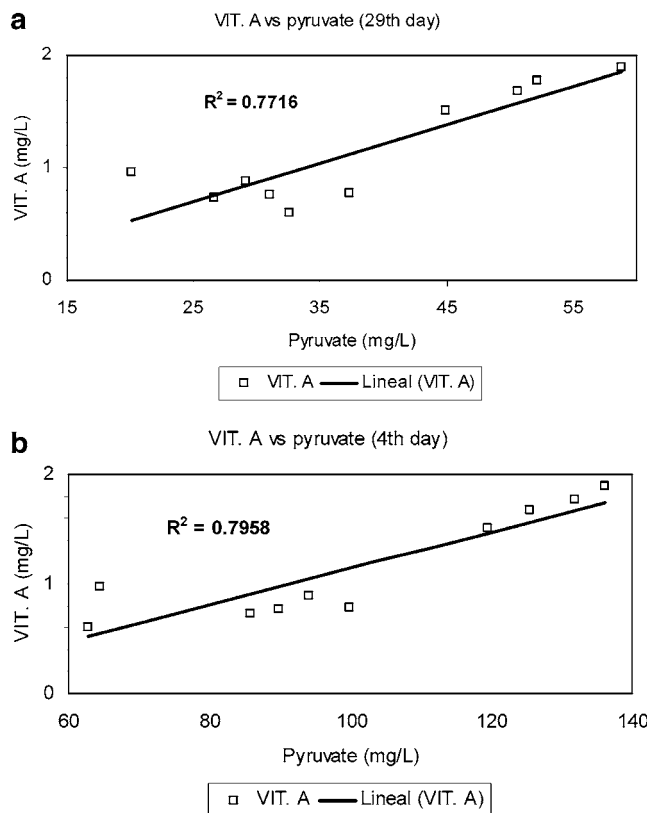 a
VIT. A vs pyruvate (29th day)
2
R² = 0.7716
VIT. A (mg/L)
1
0
15 25 35 45 55
Pyruvate (mg/L)
VIT. A Lineal (VIT. A)
b
VIT. A vs pyruvate (4th day)
2
R² = 0.7958
VIT. A (mg/L)
1
0
60 80 100 120 140
Pyruvate (mg/L)
VIT. A Lineal (VIT. A)